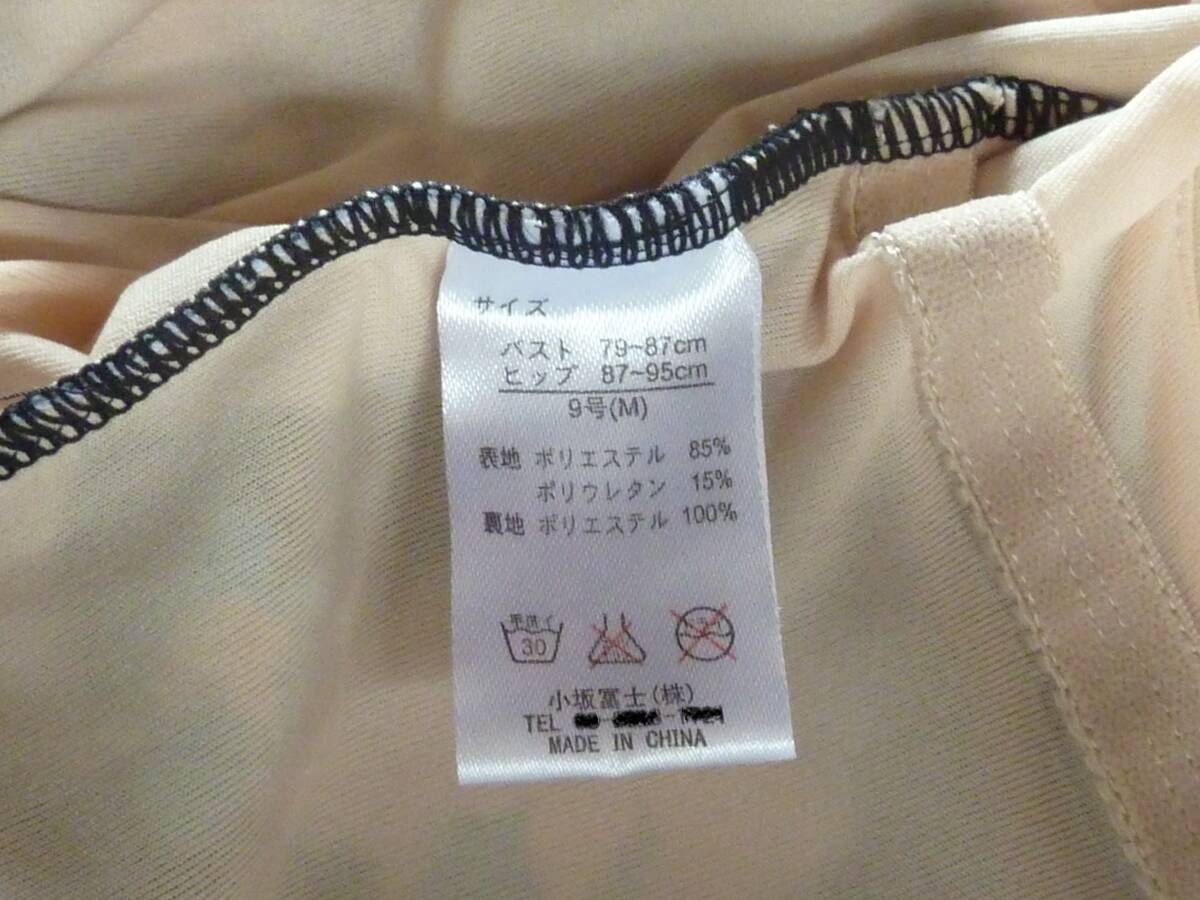 サイズ
バスト 79~87cm
ヒップ 87~95cm
9号(M)
表地 ポリエステル 85%
ポリウレタン 15%
裏地 ポリエステル 100%
手洗イ
30
小坂冨士(株)
TEL
MADE IN CHINA